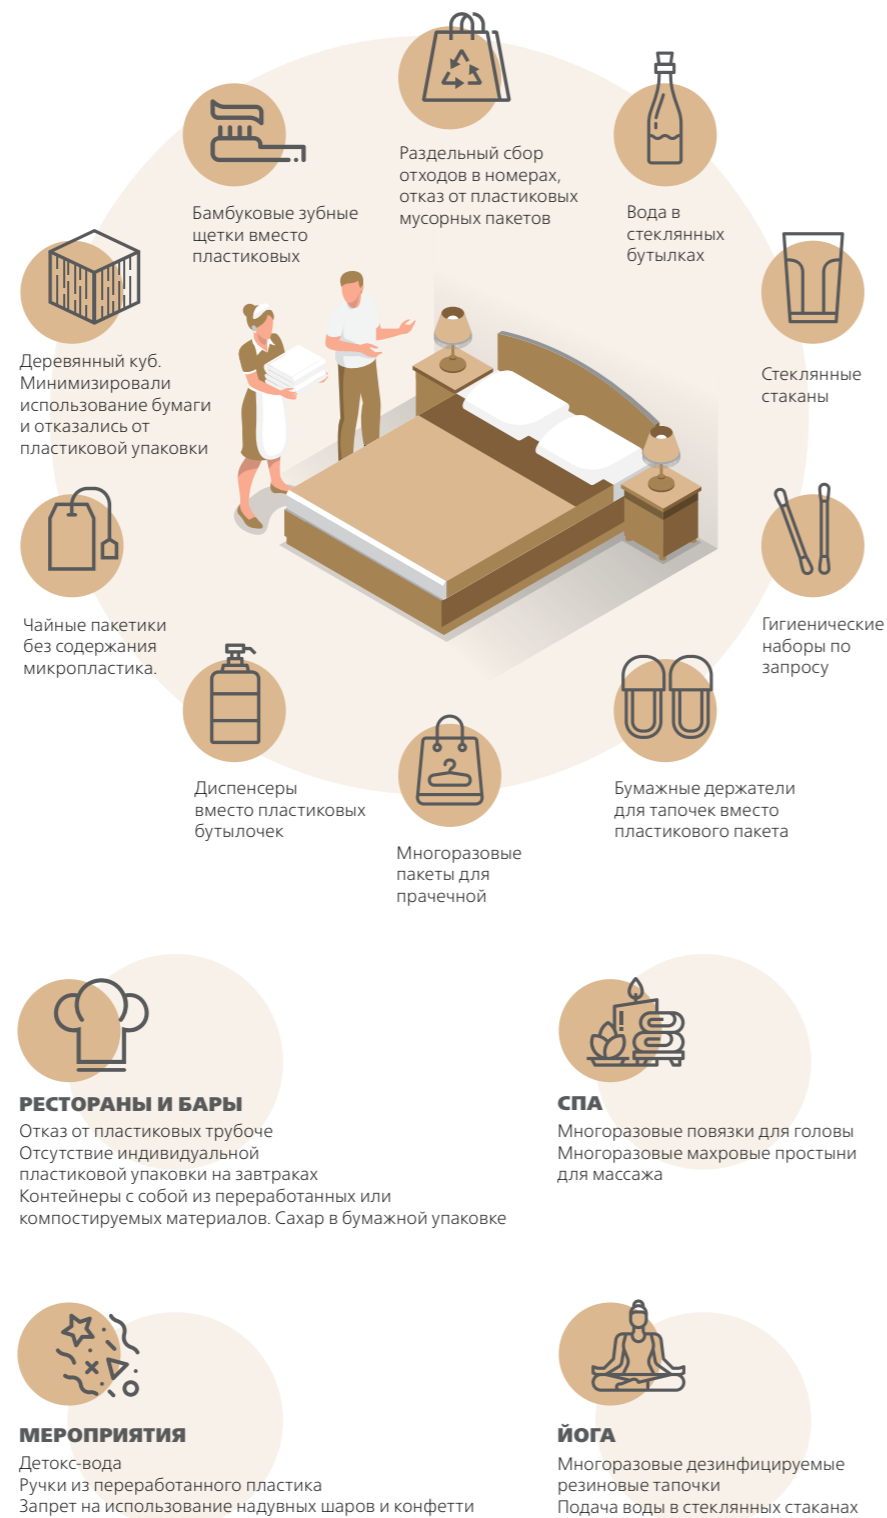 Раздельный сбор
отходов в номерах,
отказ от пластиковых
мусорных пакетов
Бамбуковые зубные
щетки вместо
пластиковых
Вода в
стеклянных
бутылках
Деревянный куб.
Минимизировали
использование бумаги
и отказались от
пластиковой упаковки
Стеклянные
стаканы
Чайные пакетики
без содержания
микропластика.
Гигиенические
наборы по
запросу
Диспенсеры
вместо пластиковых
бутылочек
Бумажные держатели
для тапочек вместо
пластикового пакета
Многоразовые
пакеты для
прачечной
РЕСТОРАНЫ И БАРЫ
Отказ от пластиковых трубоче
Отсутствие индивидуальной
пластиковой упаковки на завтраках
Контейнеры с собой из переработанных или
компостируемых материалов. Сахар в бумажной упаковке
СПА
Многоразовые повязки для головы
Многоразовые махровые простыни
для массажа
МЕРОПРИЯТИЯ
Детокс-вода
Ручки из переработанного пластика
Запрет на использование надувных шаров и конфетти
ЙОГА
Многоразовые дезинфицируемые
резиновые тапочки
Подача воды в стеклянных стаканах